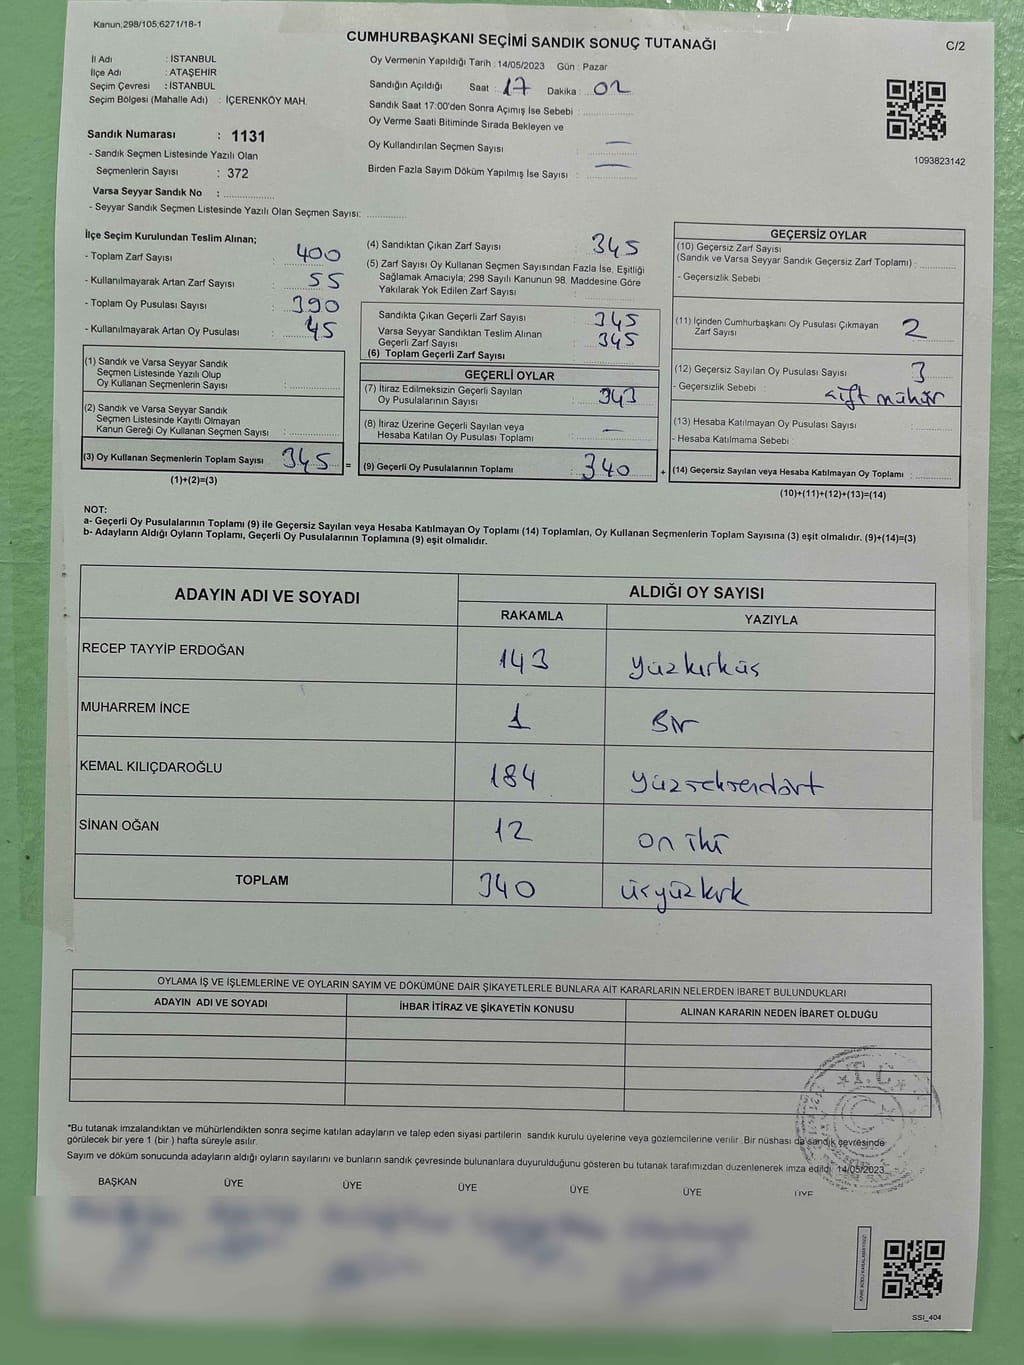 Kanun,298/105,6271/18-1
CUMHURBAŞKANI SEÇİMİ SANDIK SONUÇ TUTANAĞI
C/2
İl Adı : İSTANBUL
İlçe Adı : ATAŞEHİR
Seçim Çevresi : İSTANBUL
Seçim Bölgesi (Mahalle Adı) : İÇERENKÖY MAH.
Sandık Numarası : 1131
- Sandık Seçmen Listesinde Yazılı Olan
Seçmenlerin Sayısı : 372
Varsa Seyyar Sandık No : ..............
- Seyyar Sandık Seçmen Listesinde Yazılı Olan Seçmen Sayısı: ..............
Oy Vermenin Yapıldığı Tarih : 14/05/2023 Gün : Pazar
Sandığın Açıldığı Saat : 17 Dakika : 02
Sandık Saat 17:00'den Sonra Açımış İse Sebebi : ..............
Oy Verme Saati Bitiminde Sırada Bekleyen ve
Oy Kullandırılan Seçmen Sayısı : —
Birden Fazla Sayım Döküm Yapılmış İse Sayısı : —
1093823142
İlçe Seçim Kurulundan Teslim Alınan;
- Toplam Zarf Sayısı : 400
- Kullanılmayarak Artan Zarf Sayısı : 55
- Toplam Oy Pusulası Sayısı : 390
- Kullanılmayarak Artan Oy Pusulası : 45
(1) Sandık ve Varsa Seyyar Sandık
Seçmen Listesinde Yazılı Olup
Oy Kullanan Seçmenlerin Sayısı : ..............
(2) Sandık ve Varsa Seyyar Sandık
Seçmen Listesinde Kayıtlı Olmayan
Kanun Gereği Oy Kullanan Seçmen Sayısı : ..............
(3) Oy Kullanan Seçmenlerin Toplam Sayısı : 345 =
(1)+(2)=(3)
(4) Sandıktan Çıkan Zarf Sayısı : 345
(5) Zarf Sayısı Oy Kullanan Seçmen Sayısından Fazla İse, Eşitliği
Sağlamak Amacıyla; 298 Sayılı Kanunun 98. Maddesine Göre
Yakılarak Yok Edilen Zarf Sayısı :
Sandıkta Çıkan Geçerli Zarf Sayısı : 345
Varsa Seyyar Sandıktan Teslim Alınan
Geçerli Zarf Sayısı : 345
(6) Toplam Geçerli Zarf Sayısı
GEÇERLİ OYLAR
(7) İtiraz Edilmeksizin Geçerli Sayılan
Oy Pusulalarının Sayısı : 343
(8) İtiraz Üzerine Geçerli Sayılan veya
Hesaba Katılan Oy Pusulası Toplamı : —
(9) Geçerli Oy Pusulalarının Toplamı : 340 +
GEÇERSİZ OYLAR
(10) Geçersiz Zarf Sayısı
(Sandık ve Varsa Seyyar Sandık Geçersiz Zarf Toplamı) : ..............
- Geçersizlik Sebebi :
(11) İçinden Cumhurbaşkanı Oy Pusulası Çıkmayan
Zarf Sayısı : 2
(12) Geçersiz Sayılan Oy Pusulası Sayısı : 3
- Geçersizlik Sebebi : çift mühür
(13) Hesaba Katılmayan Oy Pusulası Sayısı : ..............
- Hesaba Katılmama Sebebi :
(14) Geçersiz Sayılan veya Hesaba Katılmayan Oy Toplamı : ..............
(10)+(11)+(12)+(13)=(14)
NOT:
a- Geçerli Oy Pusulalarının Toplamı (9) ile Geçersiz Sayılan veya Hesaba Katılmayan Oy Toplamı (14) Toplamları, Oy Kullanan Seçmenlerin Toplam Sayısına (3) eşit olmalıdır. (9)+(14)=(3)
b- Adayların Aldığı Oyların Toplamı, Geçerli Oy Pusulalarının Toplamına (9) eşit olmalıdır.
ADAYIN ADI VE SOYADI ALDIĞI OY SAYISI
RAKAMLA YAZIYLA
RECEP TAYYİP ERDOĞAN 143 yüzkırküç
MUHARREM İNCE 1 Bir
KEMAL KILIÇDAROĞLU 184 yüzseksendört
SİNAN OĞAN 12 on iki
TOPLAM 340 üçyüzkırk
OYLAMA İŞ VE İŞLEMLERİNE VE OYLARIN SAYIM VE DÖKÜMÜNE DAİR ŞİKAYETLERLE BUNLARA AİT KARARLARIN NELERDEN İBARET BULUNDUKLARI
ADAYIN ADI VE SOYADI İHBAR İTİRAZ VE ŞİKAYETİN KONUSU ALINAN KARARIN NEDEN İBARET OLDUĞU
T.C.
*Bu tutanak imzalandıktan ve mühürlendikten sonra seçime katılan adayların ve talep eden siyasi partilerin sandık kurulu üyelerine veya gözlemcilerine verilir. Bir nüshası da sandık çevresinde
görülecek bir yere 1 (bir ) hafta süreyle asılır.
Sayım ve döküm sonucunda adayların aldığı oyların sayılarını ve bunların sandık çevresinde bulunanlara duyurulduğunu gösteren bu tutanak tarafımızdan düzenlenerek imza edildi. 14/05/2023
BAŞKAN ÜYE ÜYE ÜYE ÜYE ÜYE ÜYE
KARE KODU KARALAMAYINIZ!
SSI_404